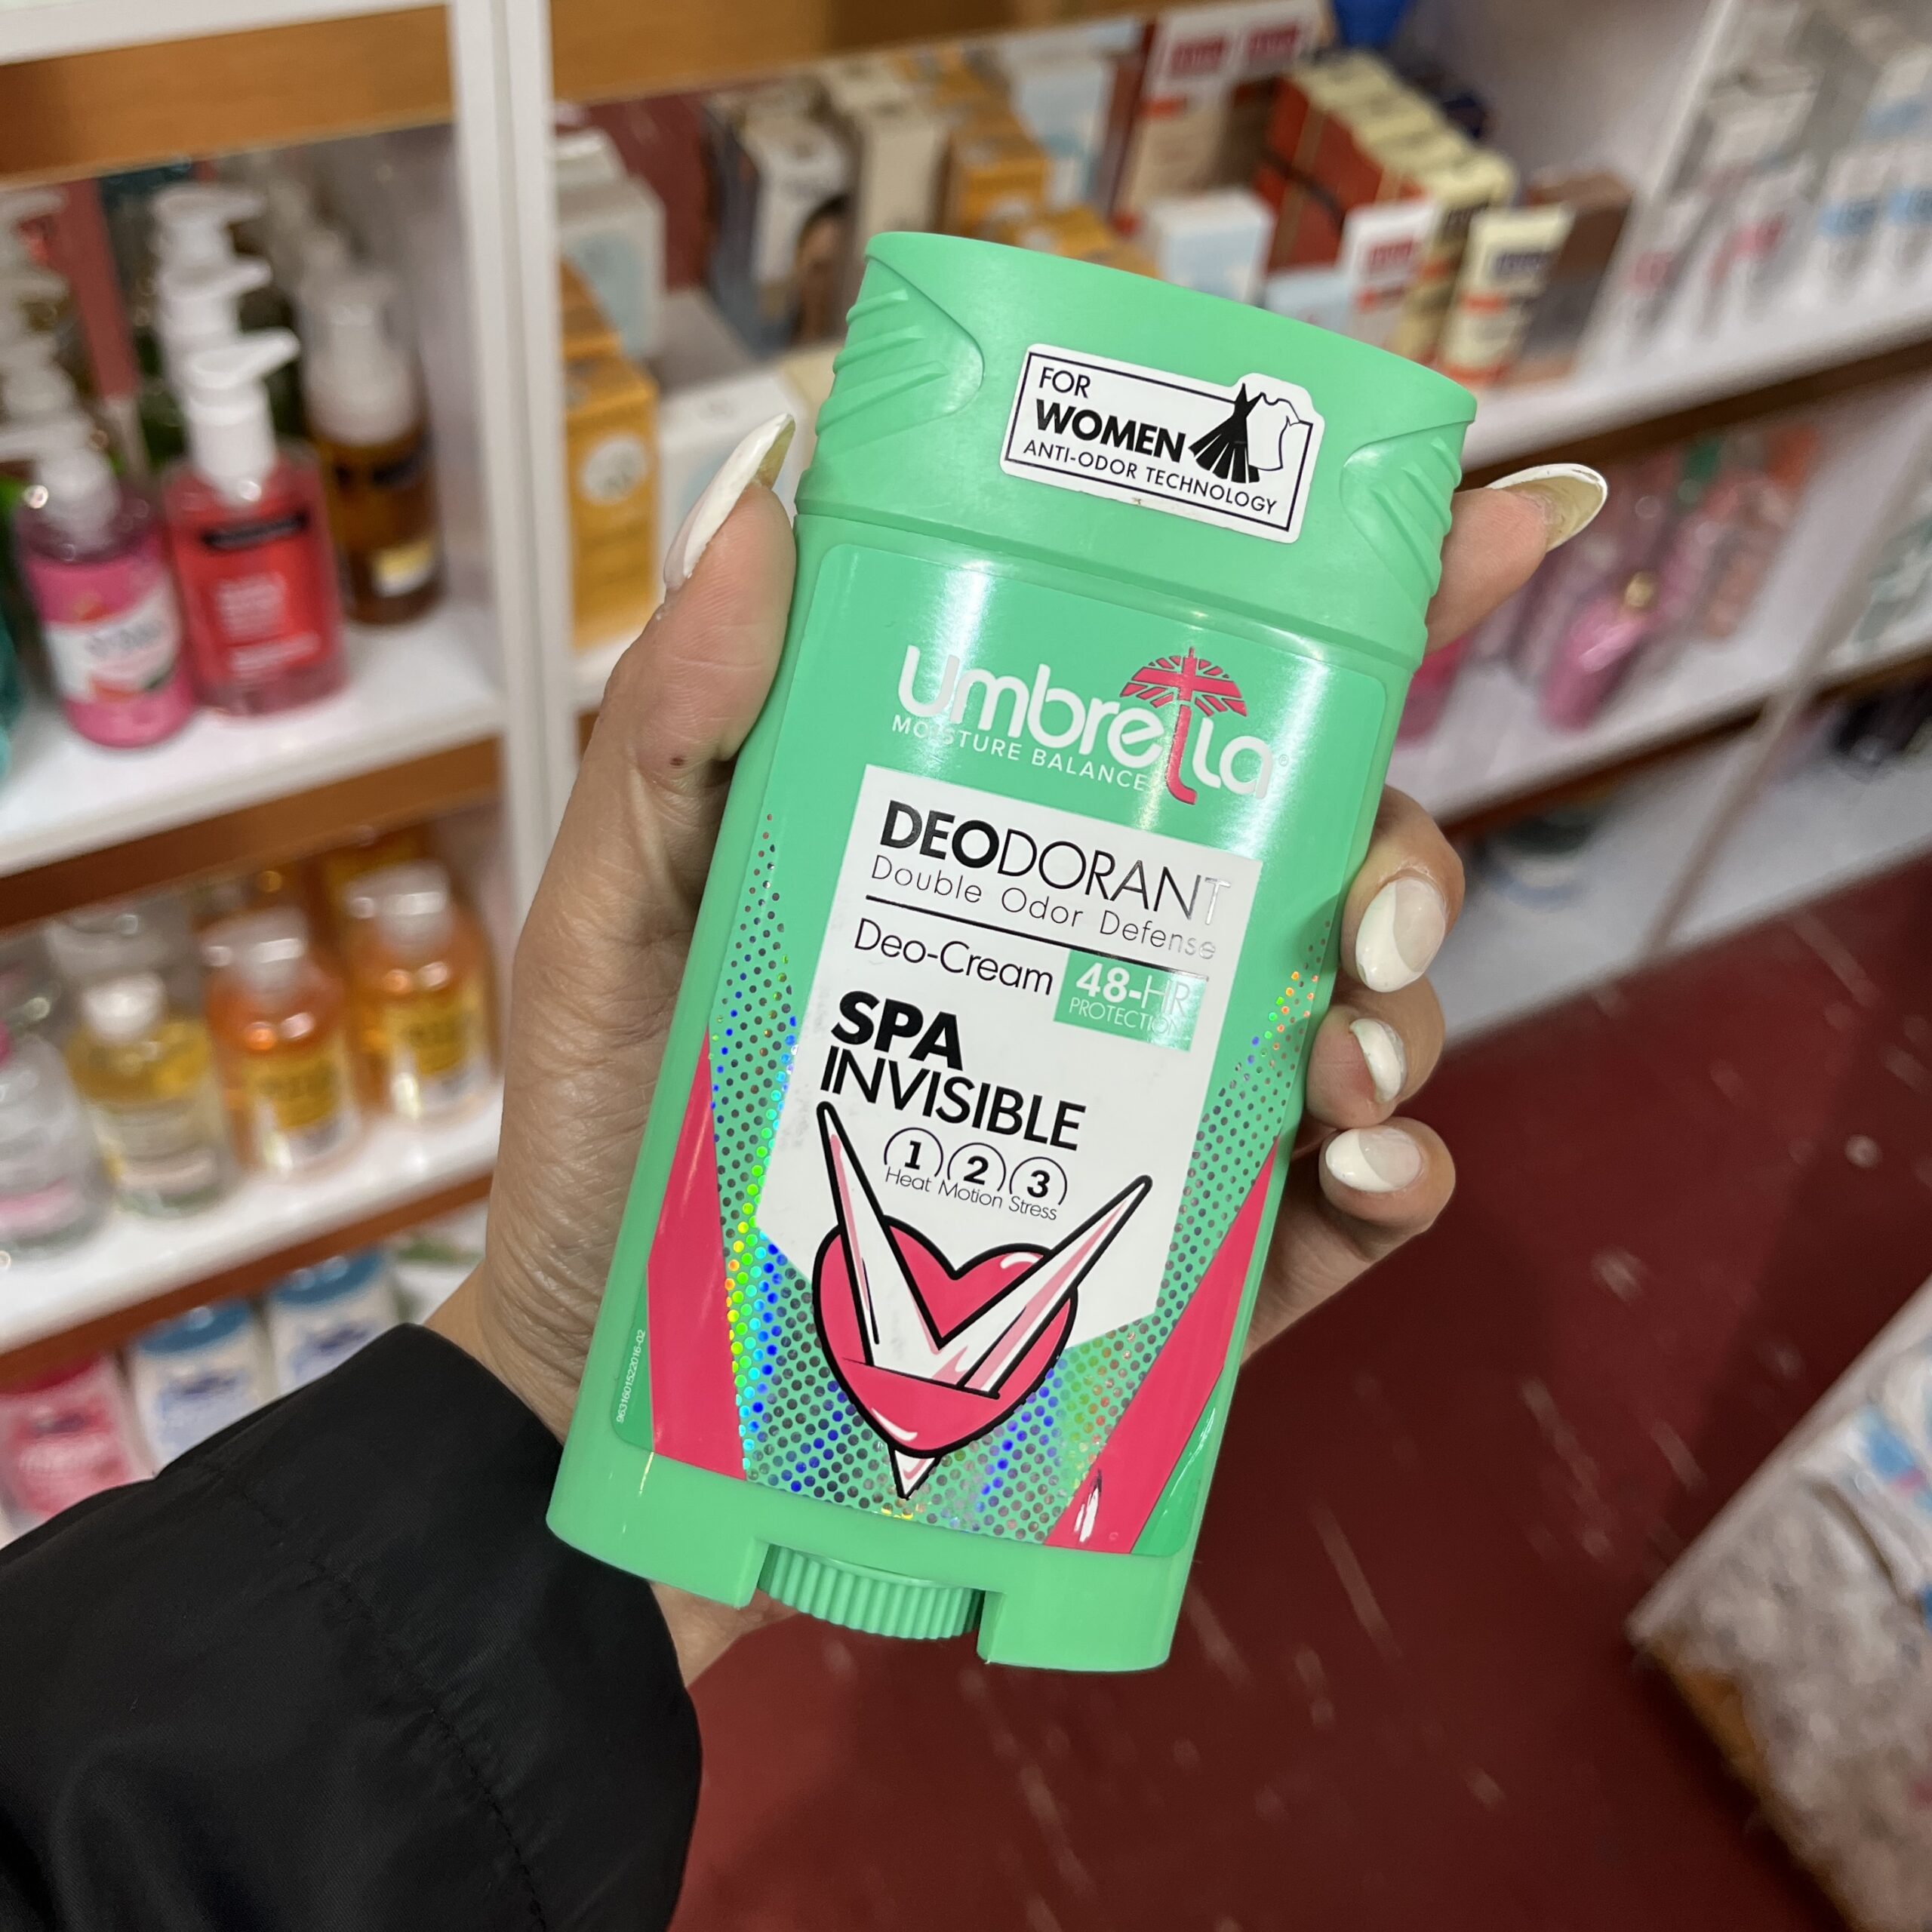 FOR
WOMEN
ANTI-ODOR TECHNOLOGY
Umbrella
MOISTURE BALANCE
DEODORANT
Double Odor Defense
Deo-Cream
48-HR
PROTECTION
SPA
INVISIBLE
1 2 3
Heat Motion Stress